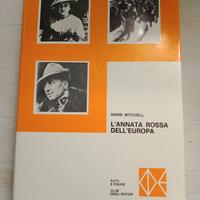 DAVID MITCHELL
L'ANNATA ROSSA
DELL'EUROPA
FATTI
E FIGURE
CLUB
DEGLI EDITORI